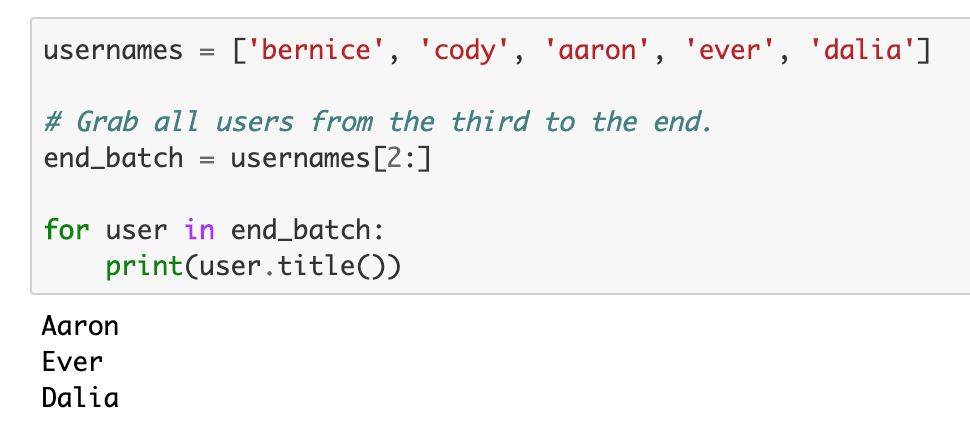 usernames = ['bernice', 'cody', 'aaron', 'ever', 'dalia']
# Grab all users from the third to the end.
end_batch = usernames[2:]
for user in end_batch:
    print(user.title())
Aaron
Ever
Dalia